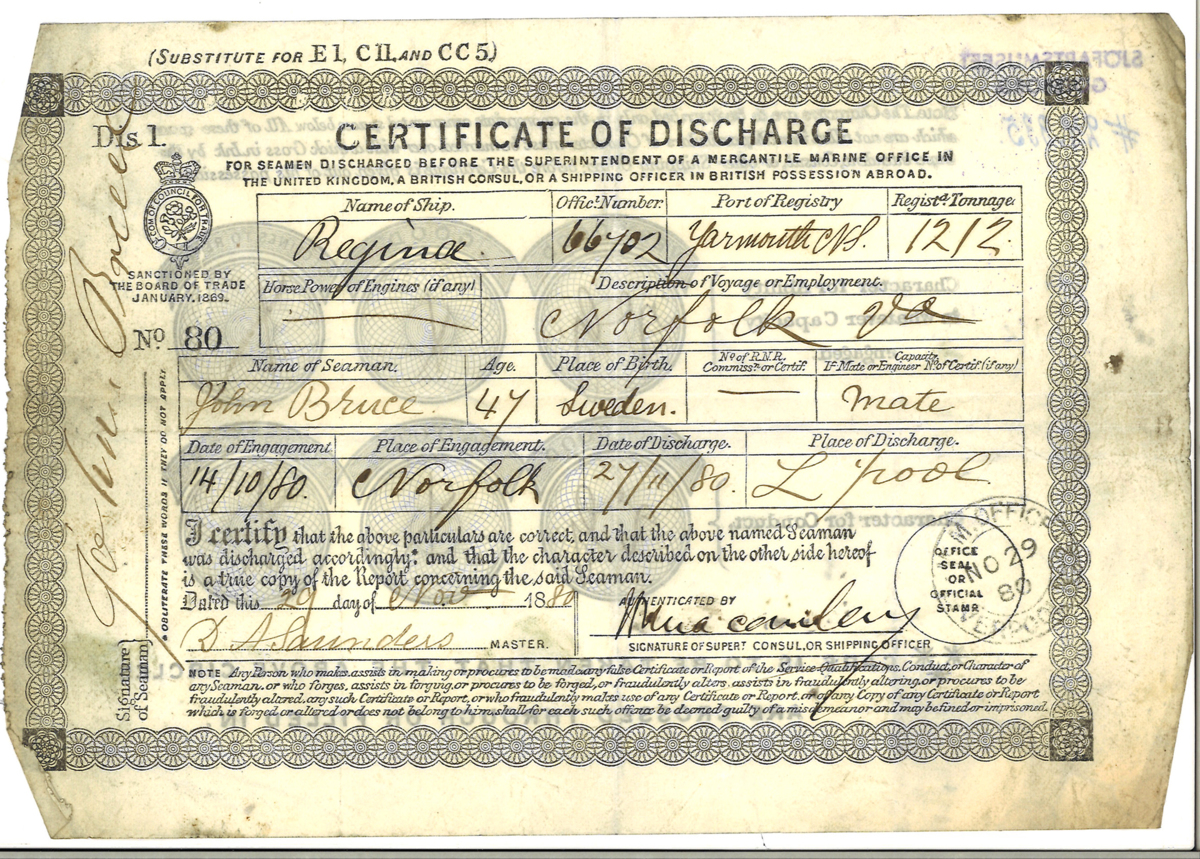 (SUBSTITUTE FOR E1, C11, AND CC5)
Dis 1.
CERTIFICATE OF DISCHARGE
FOR SEAMEN DISCHARGED BEFORE THE SUPERINTENDENT OF A MERCANTILE MARINE OFFICE IN
THE UNITED KINGDOM, A BRITISH CONSUL, OR A SHIPPING OFFICER IN BRITISH POSSESSION ABROAD.
COM OF COUNCIL FOR TRADE
SANCTIONED BY
THE BOARD OF TRADE
JANUARY. 1869.
No 80
Name of Ship. Offic! Number. Port of Registry Regist.d Tonnage.
Regina. 66702 Yarmouth NS. 1212.
Horse Power of Engines (if any) Description of Voyage or Employment.
Norfolk Va
Name of Seaman. Age. Place of Birth. No of R.N.R. Commiss.n or Certif. Capacity. If Mate or Engineer No of Certif. (if any)
John Bruce. 47 Sweden. — Mate
Date of Engagement Place of Engagement. Date of Discharge. Place of Discharge.
14/10/80. Norfolk 27/11/80. L'pool
I certify that the above particulars are correct, and that the above named Seaman
was discharged accordingly: and that the character described on the other side hereof
is a true copy of the Report concerning the said Seaman.
Dated this 29 day of Nov 1880
AUTHENTICATED BY
D A Saunders MASTER.
SIGNATURE OF SUPERT CONSUL, OR SHIPPING OFFICER
OFFICE
SEAL
OR
OFFICIAL
STAMP.
M. M. OFFICE
NO 29
80
LIVERPOOL
NOTE Any Person who makes, assists in making or procures to be made any false Certificate or Report of the Service Qualifications, Conduct, or Character of
any Seaman, or who forges, assists in forging, or procures to be forged, or fraudulently alters, assists in fraudulently altering, or procures to be
fraudulently altered, any such Certificate or Report, or who fraudulently makes use of any Certificate or Report, or of any Copy of any Certificate or Report
which is forged or altered or does not belong to him, shall for each such offence be deemed guilty of a misdemeanor and may be fined or imprisoned.
Signature
of Seaman
John Bruce
* OBLITERATE THESE WORDS IF THEY DO NOT APPLY